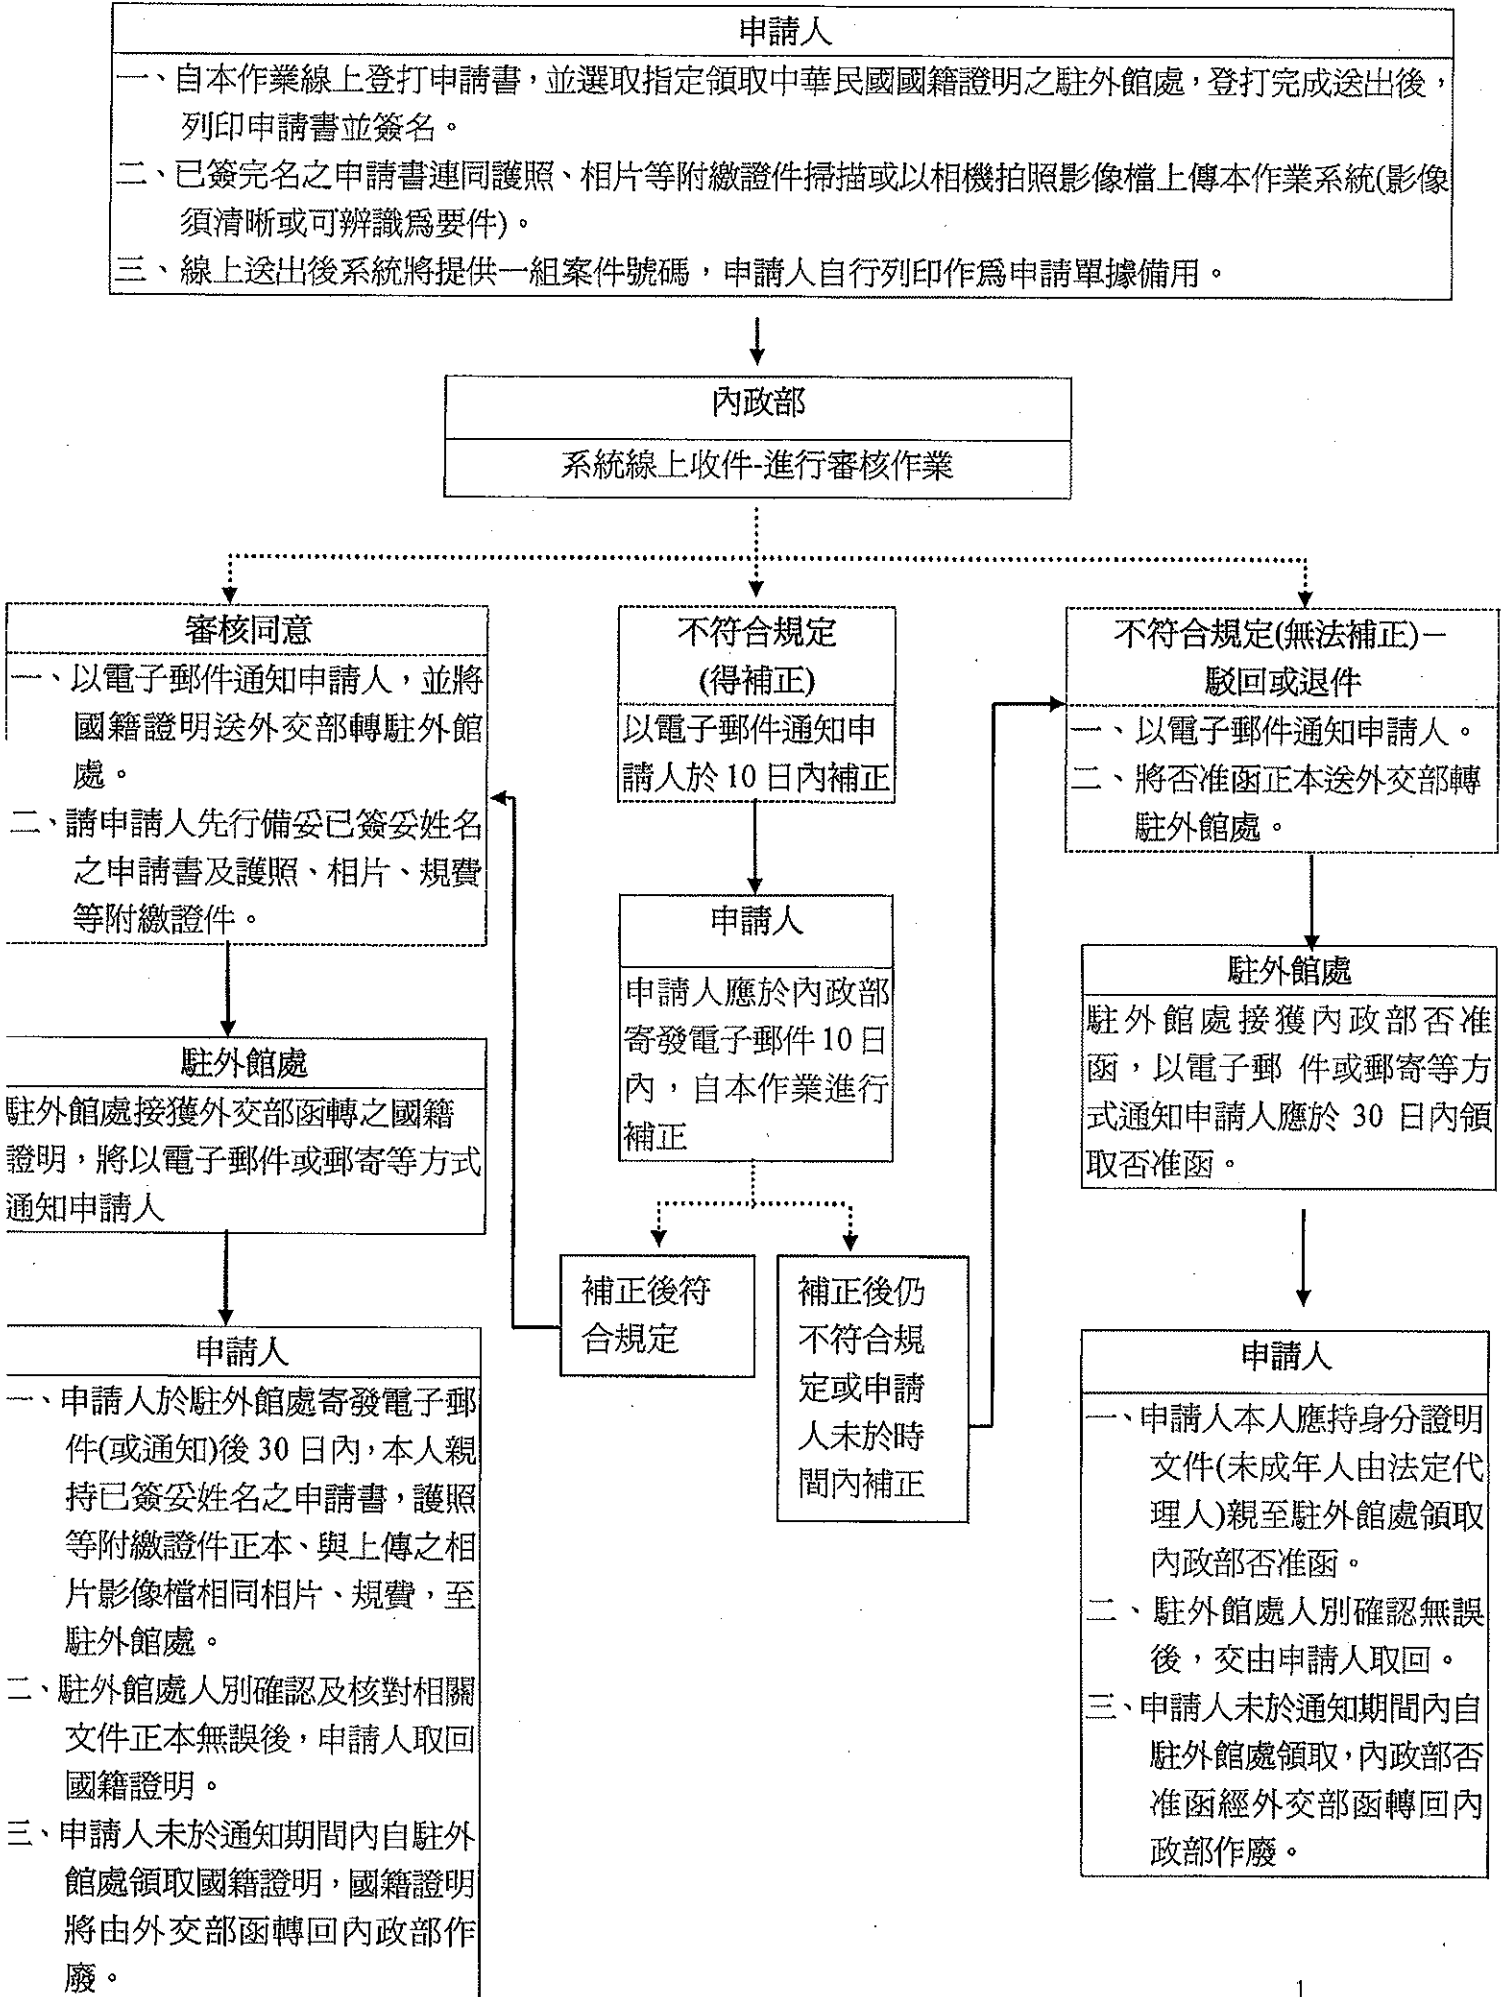 申請人
一、自本作業線上登打申請書，並選取指定領取中華民國國籍證明之駐外館處，登打完成送出後，
列印申請書並簽名。
二、已簽完名之申請書連同護照、相片等附繳證件掃描或以相機拍照影像檔上傳本作業系統(影像
須清晰或可辨識為要件)。
三、線上送出後系統將提供一組案件號碼，申請人自行列印作為申請單據備用。
內政部
系統線上收件-進行審核作業
審核同意
一、以電子郵件通知申請人，並將
國籍證明送外交部轉駐外館
處。
二、請申請人先行備妥已簽妥姓名
之申請書及護照、相片、規費
等附繳證件。
駐外館處
駐外館處接獲外交部函轉之國籍
證明，將以電子郵件或郵寄等方式
通知申請人
申請人
一、申請人於駐外館處寄發電子郵
件(或通知)後 30 日內，本人親
持已簽妥姓名之申請書，護照
等附繳證件正本、與上傳之相
片影像檔相同相片、規費，至
駐外館處。
二、駐外館處人別確認及核對相關
文件正本無誤後，申請人取回
國籍證明。
三、申請人未於通知期間內自駐外
館處領取國籍證明，國籍證明
將由外交部函轉回內政部作
廢。
不符合規定
(得補正)
以電子郵件通知申
請人於 10 日內補正
申請人
申請人應於內政部
寄發電子郵件 10 日
內，自本作業進行
補正
補正後符
合規定
補正後仍
不符合規
定或申請
人未於時
間內補正
不符合規定(無法補正)－
駁回或退件
一、以電子郵件通知申請人。
二、將否准函正本送外交部轉
駐外館處。
駐外館處
駐外館處接獲內政部否准
函，以電子郵 件或郵寄等方
式通知申請人應於 30 日內領
取否准函。
申請人
一、申請人本人應持身分證明
文件(未成年人由法定代
理人)親至駐外館處領取
內政部否准函。
二、駐外館處人別確認無誤
後，交由申請人取回。
三、申請人未於通知期間內自
駐外館處領取，內政部否
准函經外交部函轉回內
政部作廢。
1